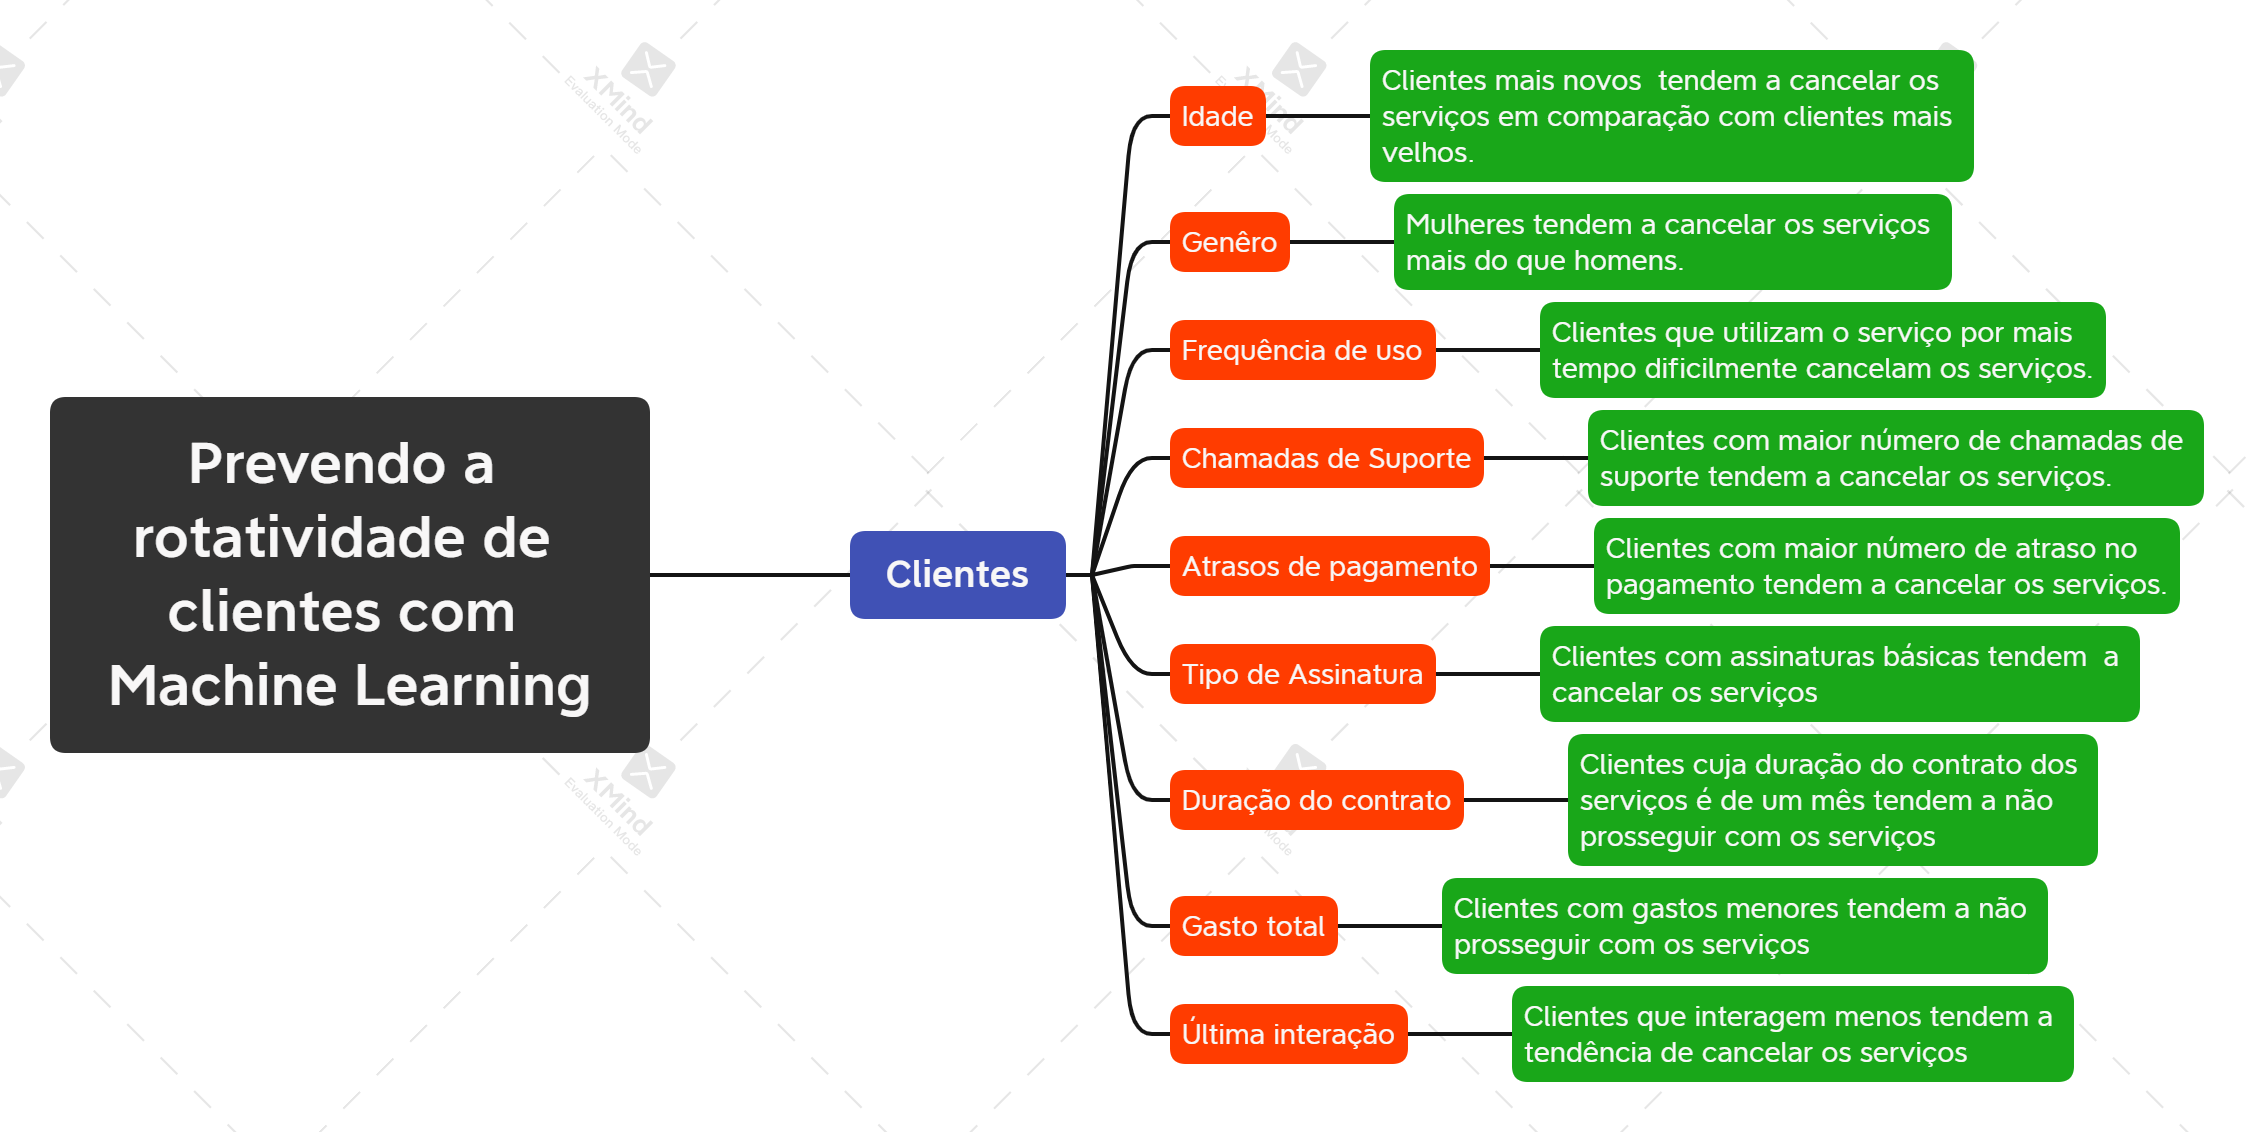 Prevendo a
rotatividade de
clientes com
Machine Learning
Clientes
Idade
Clientes mais novos  tendem a cancelar os
serviços em comparação com clientes mais
velhos.
Genêro
Mulheres tendem a cancelar os serviços
mais do que homens.
Frequência de uso
Clientes que utilizam o serviço por mais
tempo dificilmente cancelam os serviços.
Chamadas de Suporte
Clientes com maior número de chamadas de
suporte tendem a cancelar os serviços.
Atrasos de pagamento
Clientes com maior número de atraso no
pagamento tendem a cancelar os serviços.
Tipo de Assinatura
Clientes com assinaturas básicas tendem  a
cancelar os serviços
Duração do contrato
Clientes cuja duração do contrato dos
serviços é de um mês tendem a não
prosseguir com os serviços
Gasto total
Clientes com gastos menores tendem a não
prosseguir com os serviços
Última interação
Clientes que interagem menos tendem a
tendência de cancelar os serviços
XMind
Evaluation Mode
XMind
Evaluation Mode